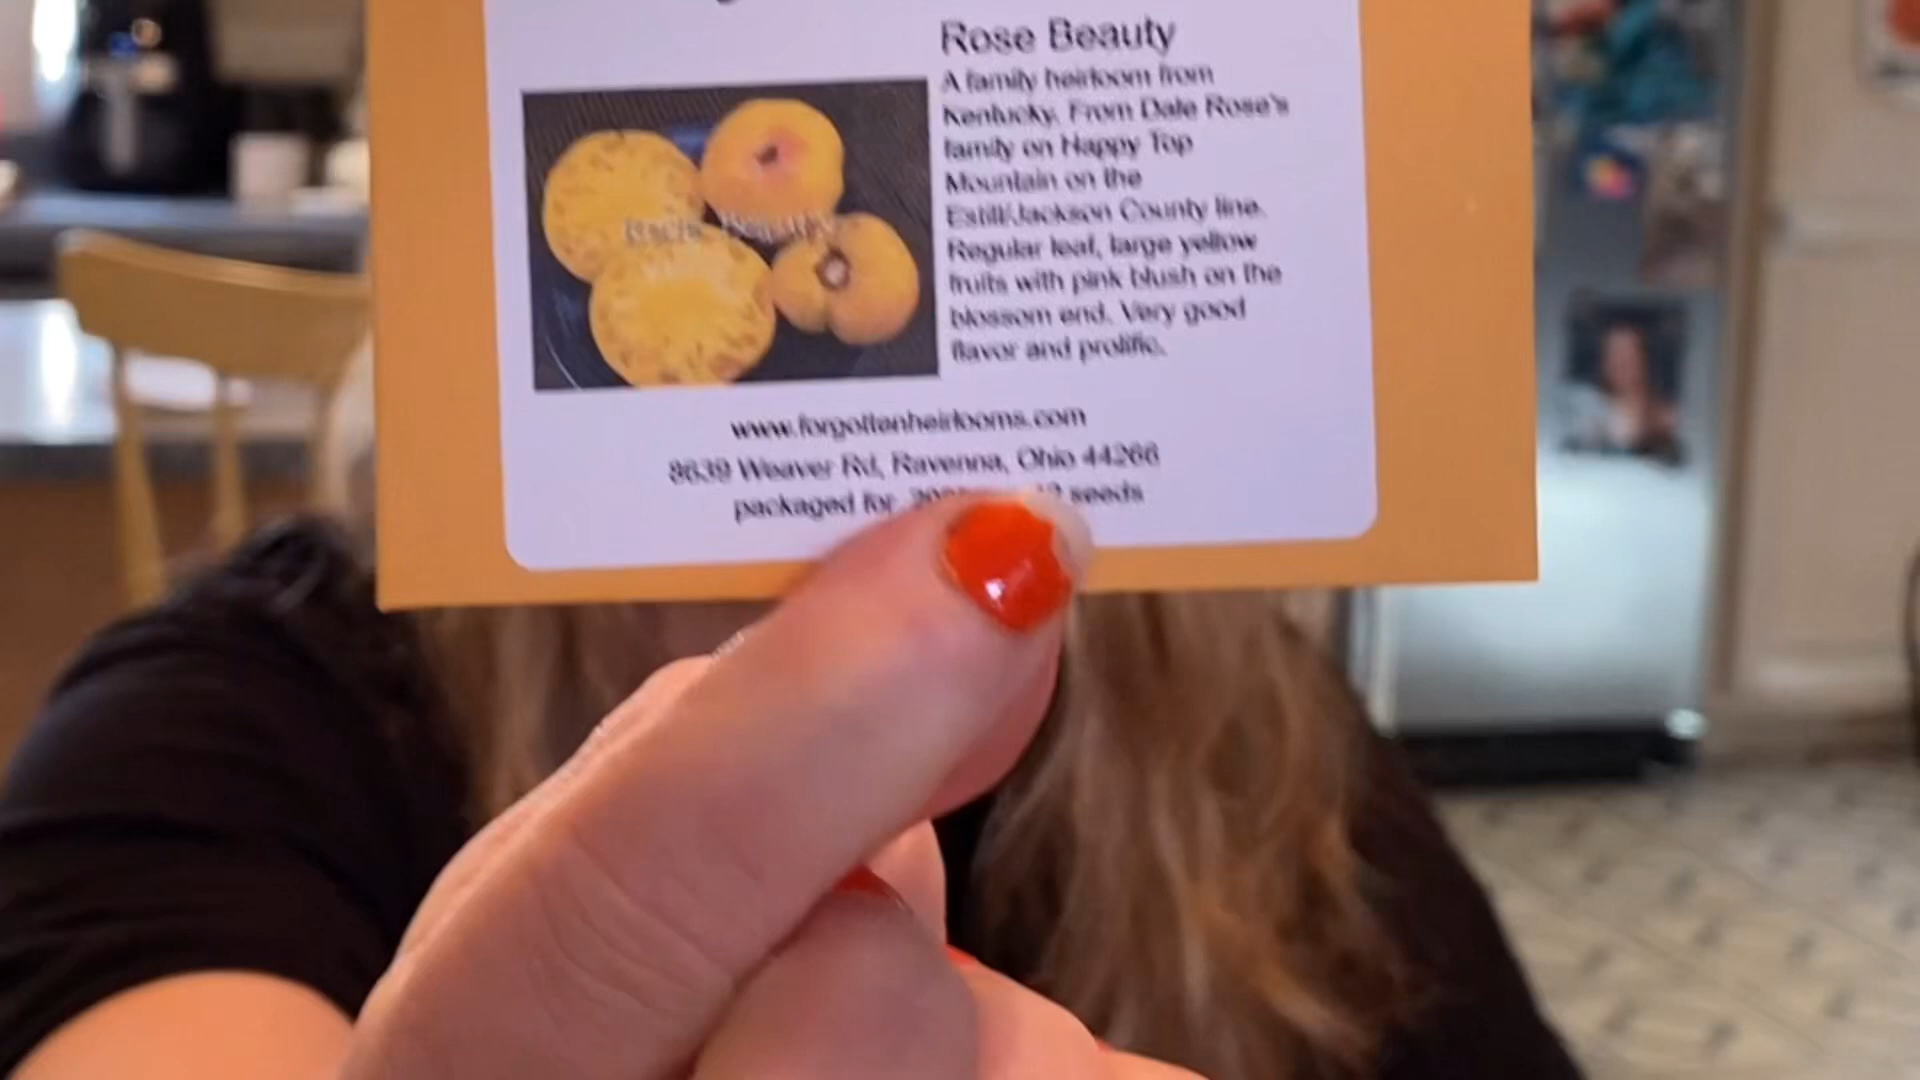 Rose Beauty
A family heirloom from
Kentucky. From Dale Rose's
family on Happy Top
Mountain on the
Estill/Jackson County line.
Regular leaf, large yellow
fruits with pink blush on the
blossom end. Very good
flavor and prolific.
www.forgottenheirlooms.com
8639 Weaver Rd, Ravenna, Ohio 44266
packaged for seeds